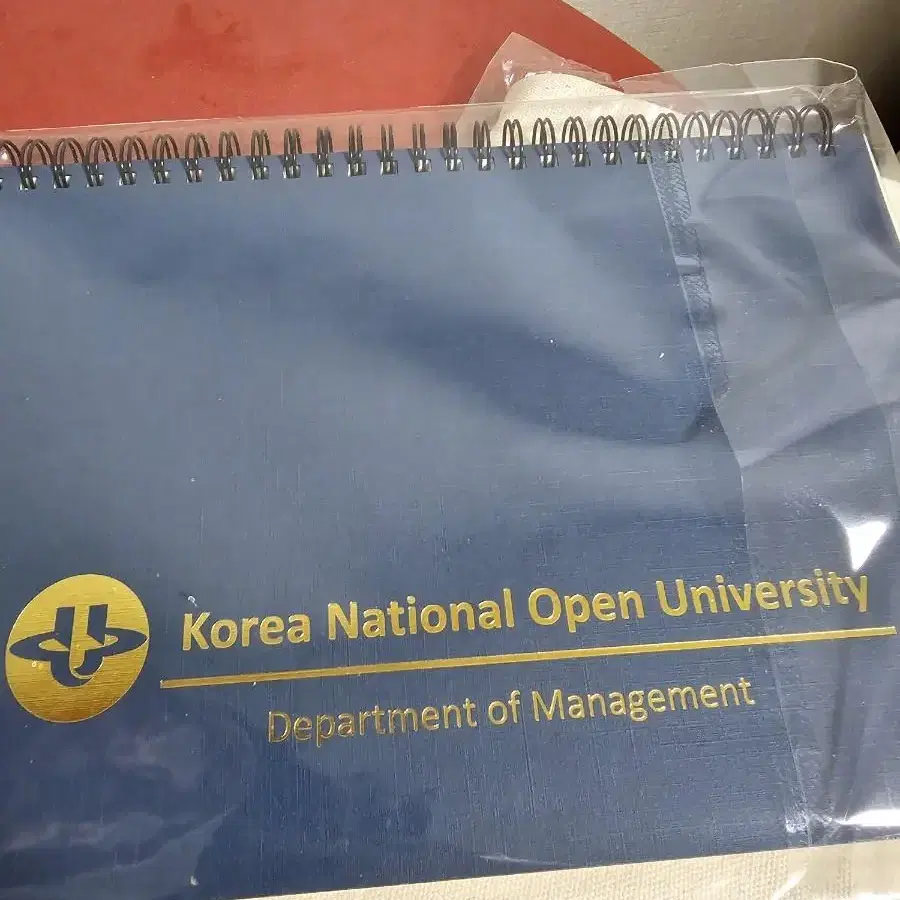 Korea National Open University
Department of Management